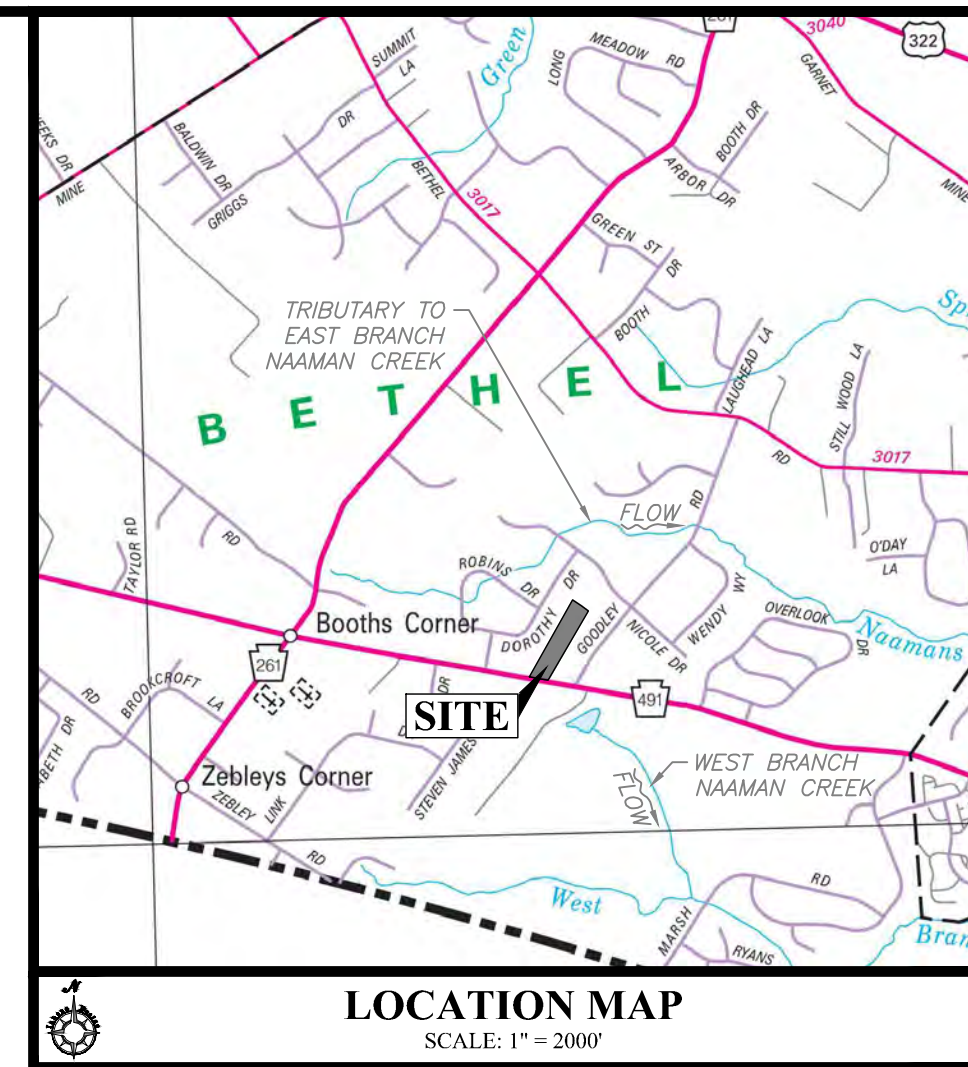 261
3040
322
SUMMIT
LA
Green
LONG
MEADOW RD
GARNET
MINE
DR
BALDWIN DR
GRIGGS
MINE
BETHEL
3017
BOOTH DR
ARBOR DR
GREEN ST
DR
BOOTH
TRIBUTARY TO
EAST BRANCH
NAAMAN CREEK
BETHEL
LAUGHEAD LA
STILL WOOD LA
RD
3017
TAYLOR RD
RD
FLOW
RD
O'DAY
LA
ROBINS DR
DOROTHY DR
GOODLEY
NICOLE DR
WENDY WY
OVERLOOK
DR
Naamans
Booths Corner
261
491
SITE
BROOKCROFT LA
RD
DR
STEVEN JAMES
Zebleys Corner
ZEBLEY
LINK
RD
WEST BRANCH
NAAMAN CREEK
FLOW
West
MARSH
RD
RYANS
LOCATION MAP
SCALE: 1" = 2000'